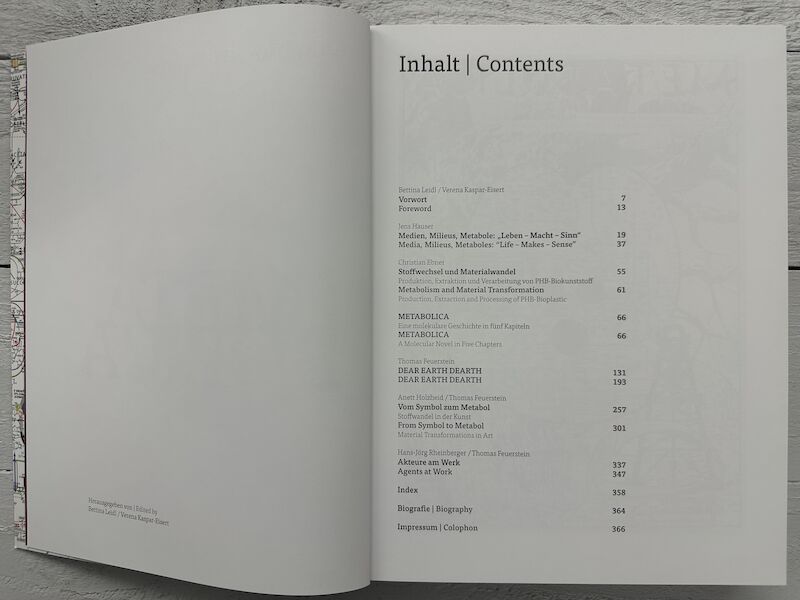 Herausgegeben von | Edited by
Bettina Leidl / Verena Kaspar-Eisert
Inhalt | Contents
Bettina Leidl / Verena Kaspar-Eisert
Vorwort 7
Foreword 13
Jens Hauser
Medien, Milieus, Metabole: „Leben – Macht – Sinn“ 19
Media, Milieus, Metaboles: “Life – Makes – Sense” 37
Christian Ebner
Stoffwechsel und Materialwandel 55
Produktion, Extraktion und Verarbeitung von PHB-Biokunststoff
Metabolism and Material Transformation 61
Production, Extraction and Processing of PHB-Bioplastic
METABOLICA 66
Eine molekulare Geschichte in fünf Kapiteln
METABOLICA 66
A Molecular Novel in Five Chapters
Thomas Feuerstein
DEAR EARTH DEARTH 131
DEAR EARTH DEARTH 193
Anett Holzheid / Thomas Feuerstein
Vom Symbol zum Metabol 257
Stoffwandel in der Kunst
From Symbol to Metabol 301
Material Transformations in Art
Hans-Jörg Rheinberger / Thomas Feuerstein
Akteure am Werk 337
Agents at Work 347
Index 358
Biografie | Biography 364
Impressum | Colophon 366